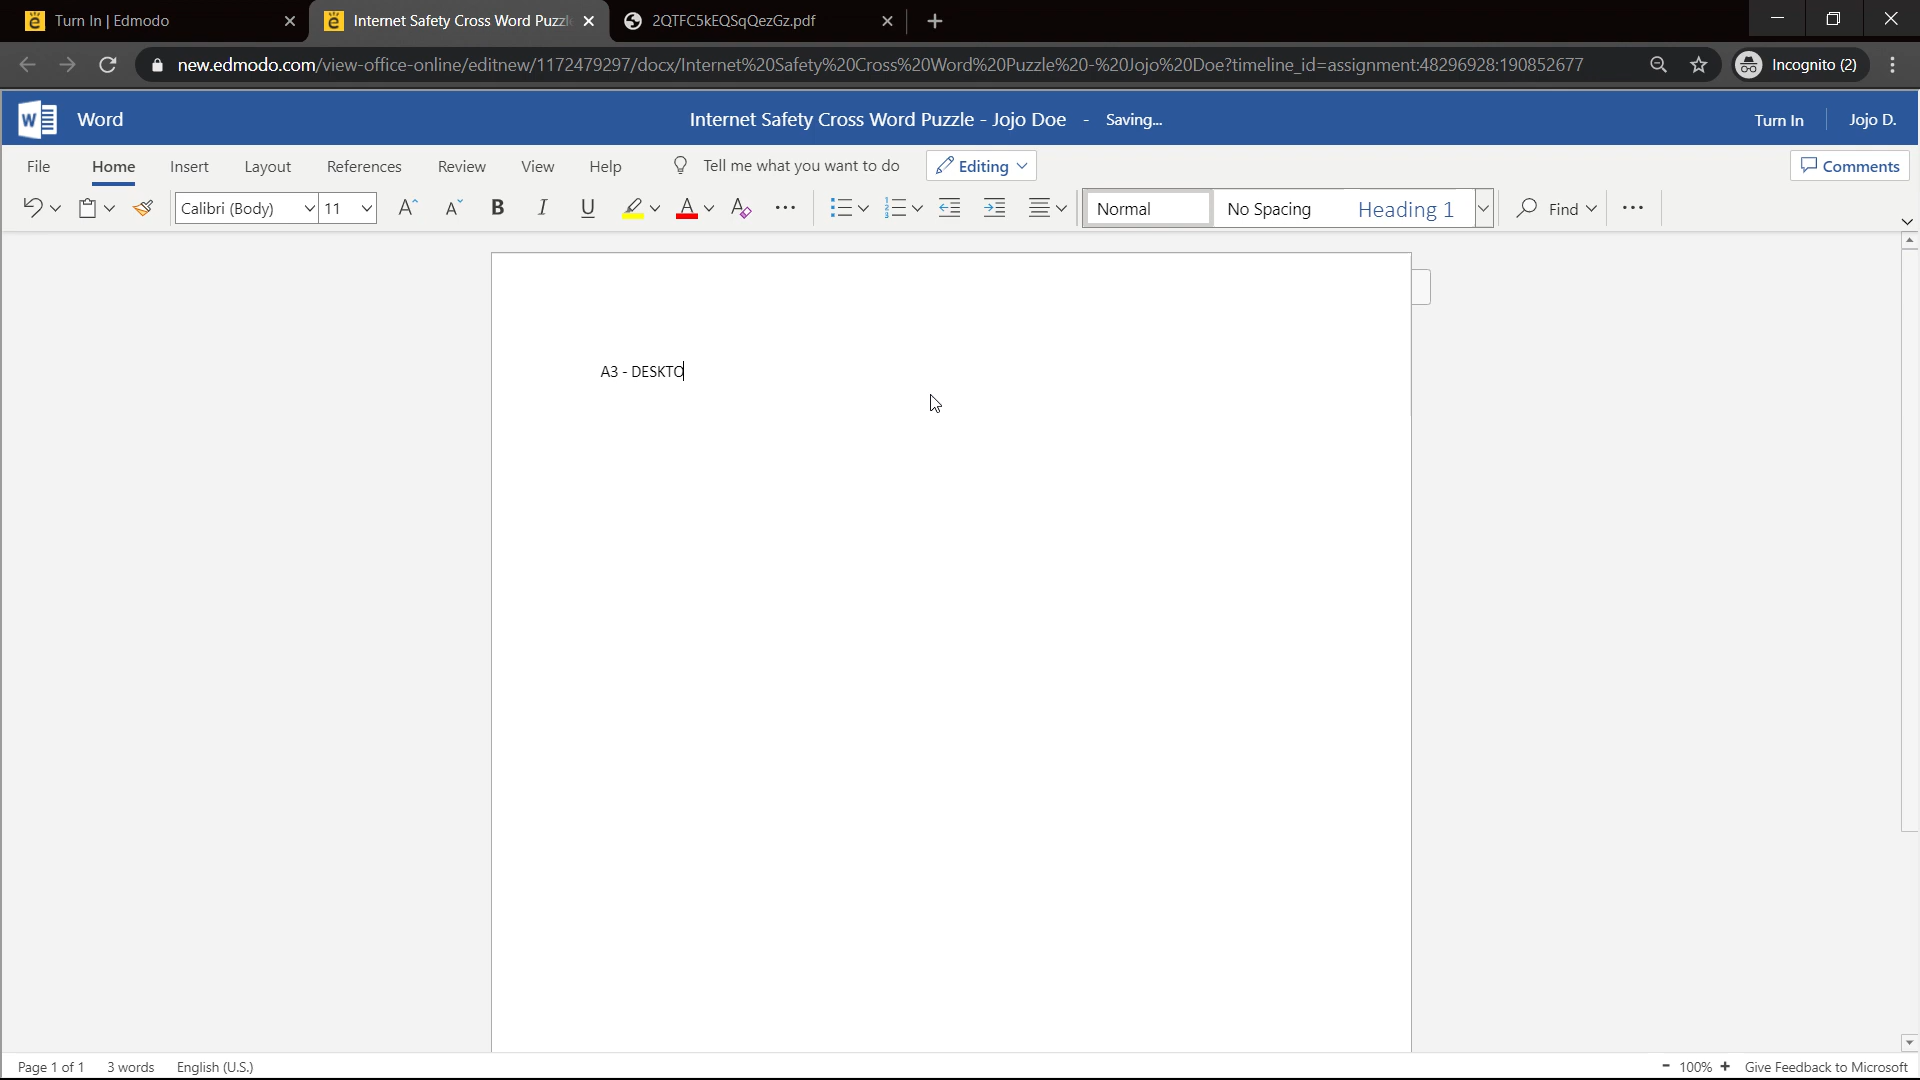 Turn In | Edmodo
Internet Safety Cross Word Puzzl
2QTFC5kEQSqQezGz.pdf
new.edmodo.com/view-office-online/editnew/1172479297/docx/Internet%20Safety%20Cross%20Word%20Puzzle%20-%20Jojo%20Doe?timeline_id=assignment:48296928:190852677
Incognito (2)
W Word
Internet Safety Cross Word Puzzle - Jojo Doe - Saving...
Turn In
Jojo D.
File Home Insert Layout References Review View Help Tell me what you want to do Editing Comments
Calibri (Body) 11 A A B I U A A Normal No Spacing Heading 1 Find
A3 - DESKTO
Page 1 of 1 3 words English (U.S.) - 100% + Give Feedback to Microsoft